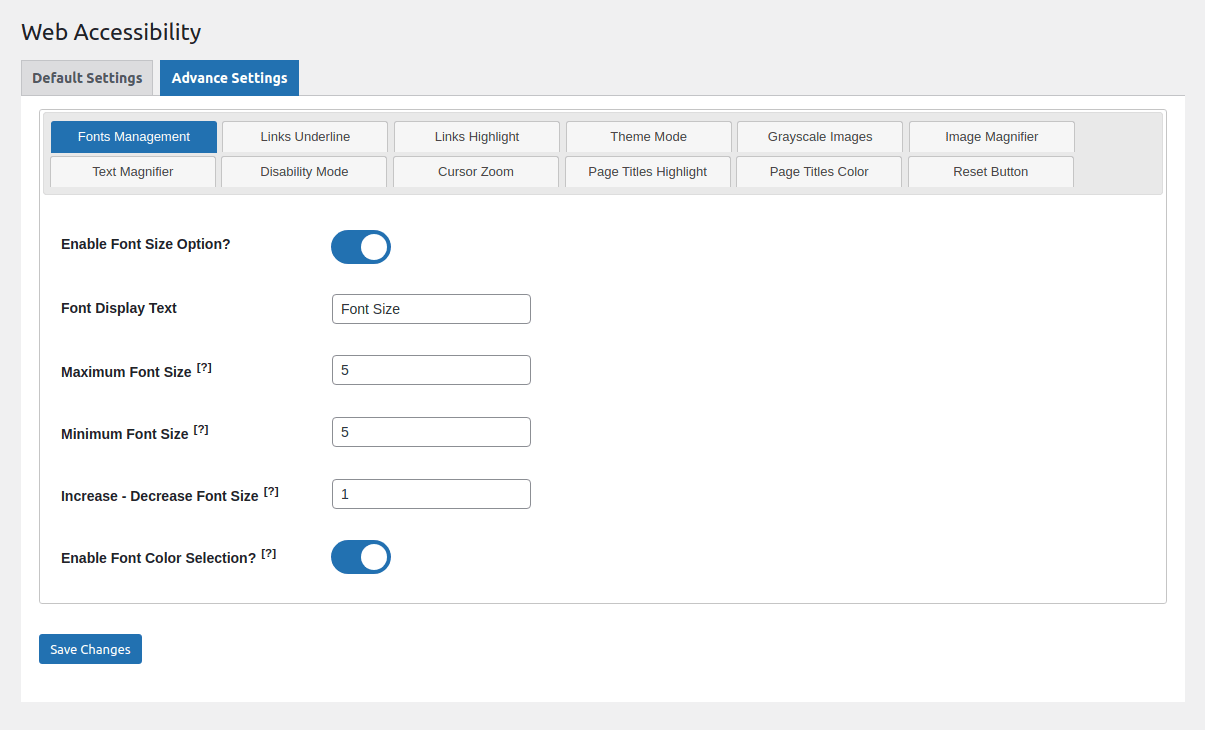 Web Accessibility
Default Settings Advance Settings
Fonts Management Links Underline Links Highlight Theme Mode Grayscale Images Image Magnifier
Text Magnifier Disability Mode Cursor Zoom Page Titles Highlight Page Titles Color Reset Button
Enable Font Size Option?
Font Display Text Font Size
Maximum Font Size [?] 5
Minimum Font Size [?] 5
Increase - Decrease Font Size [?] 1
Enable Font Color Selection? [?]
Save Changes